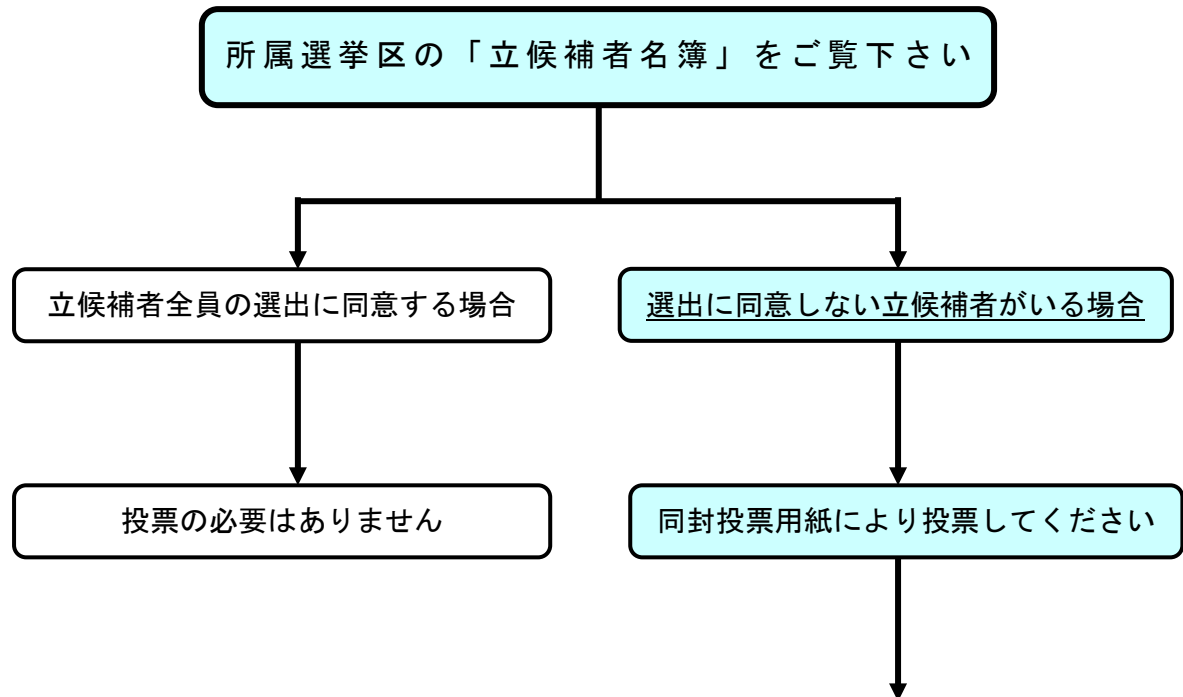 所属選挙区の「立候補者名簿」をご覧下さい
立候補者全員の選出に同意する場合
選出に同意しない立候補者がいる場合
投票の必要はありません
同封投票用紙により投票してください